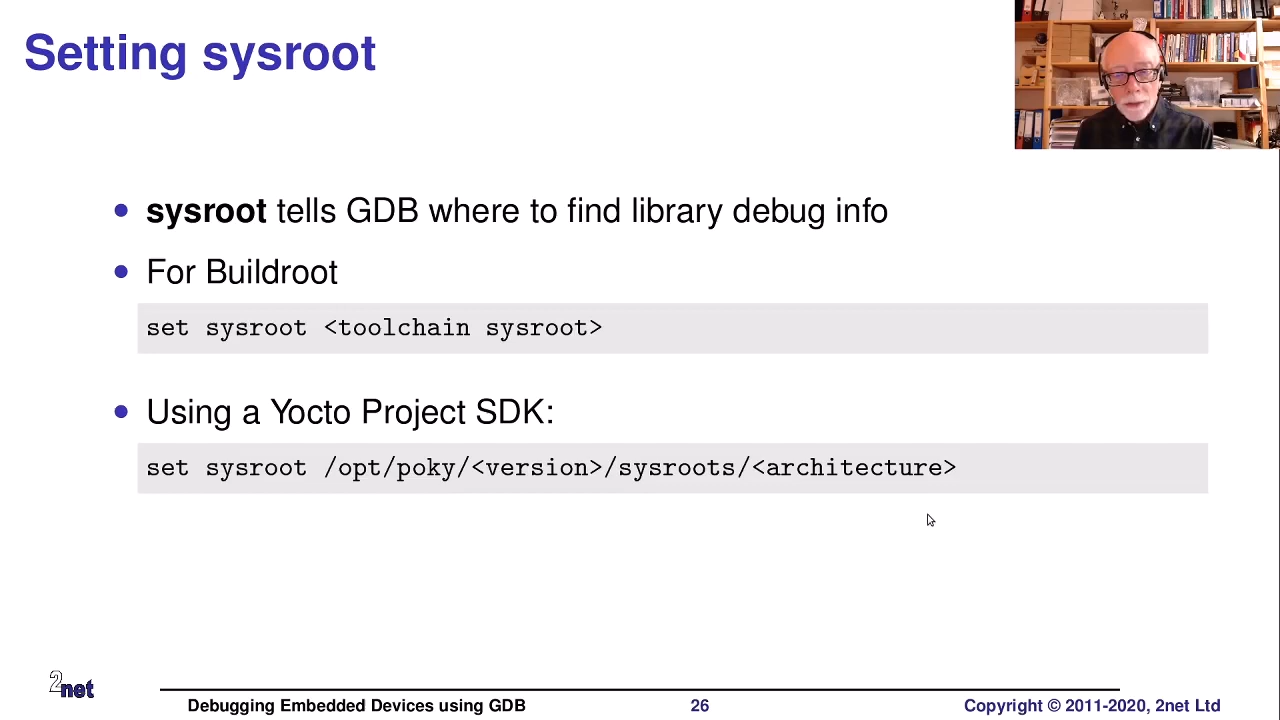 Setting sysroot
• sysroot tells GDB where to find library debug info
• For Buildroot
set sysroot <toolchain sysroot>
• Using a Yocto Project SDK:
set sysroot /opt/poky/<version>/sysroots/<architecture>
2net
Debugging Embedded Devices using GDB 26 Copyright © 2011-2020, 2net Ltd